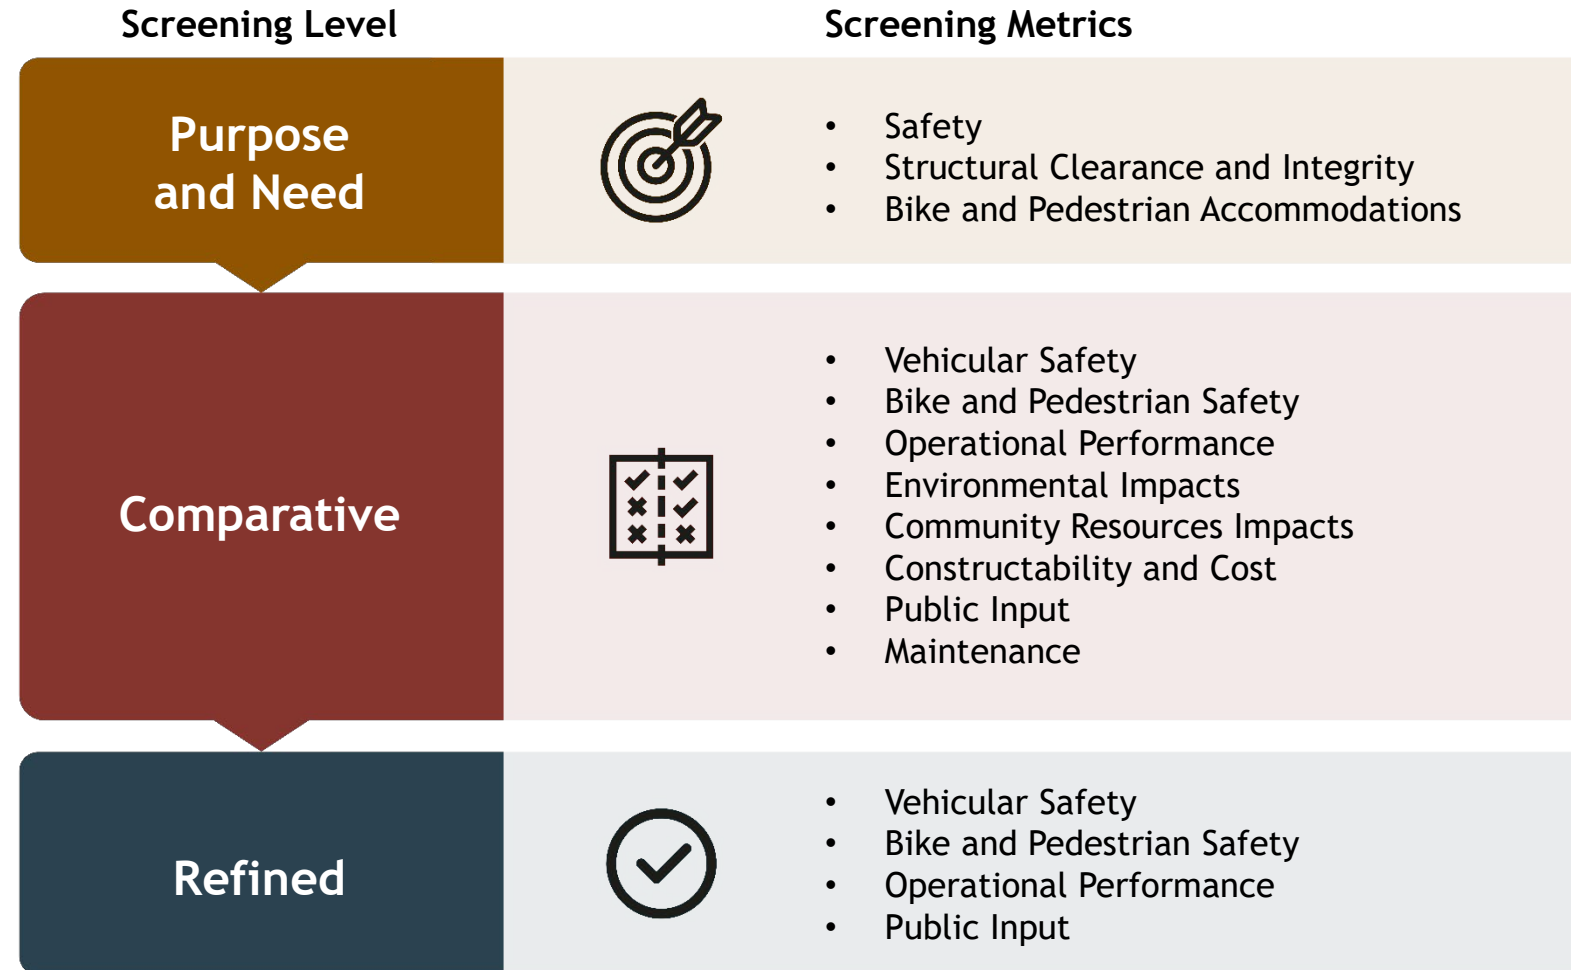 Screening Level
Screening Metrics
Purpose
and Need
• Safety
• Structural Clearance and Integrity
• Bike and Pedestrian Accommodations
Comparative
• Vehicular Safety
• Bike and Pedestrian Safety
• Operational Performance
• Environmental Impacts
• Community Resources Impacts
• Constructability and Cost
• Public Input
• Maintenance
Refined
• Vehicular Safety
• Bike and Pedestrian Safety
• Operational Performance
• Public Input